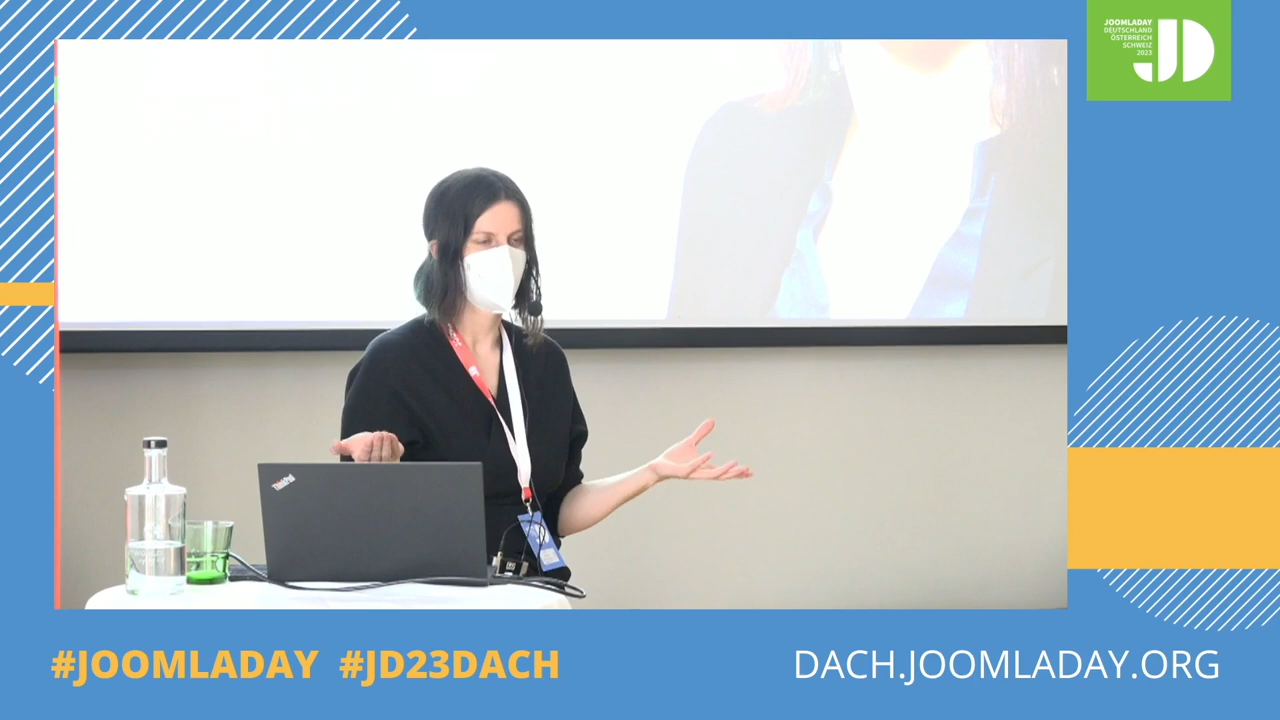 JOOMLADAY
DEUTSCHLAND
ÖSTERREICH
SCHWEIZ
2023
JD
ThinkPad
#JOOMLADAY #JD23DACH
DACH.JOOMLADAY.ORG